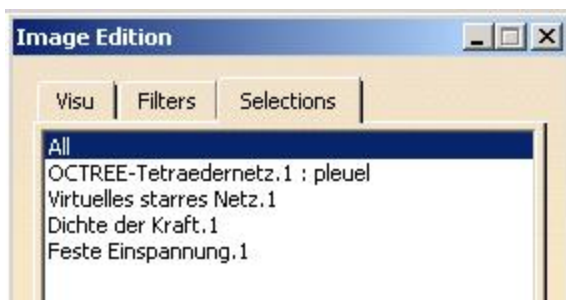 Image Edition
Visu Filters Selections
All
OCTREE-Tetraedernetz.1 : pleuel
Virtuelles starres Netz.1
Dichte der Kraft.1
Feste Einspannung.1